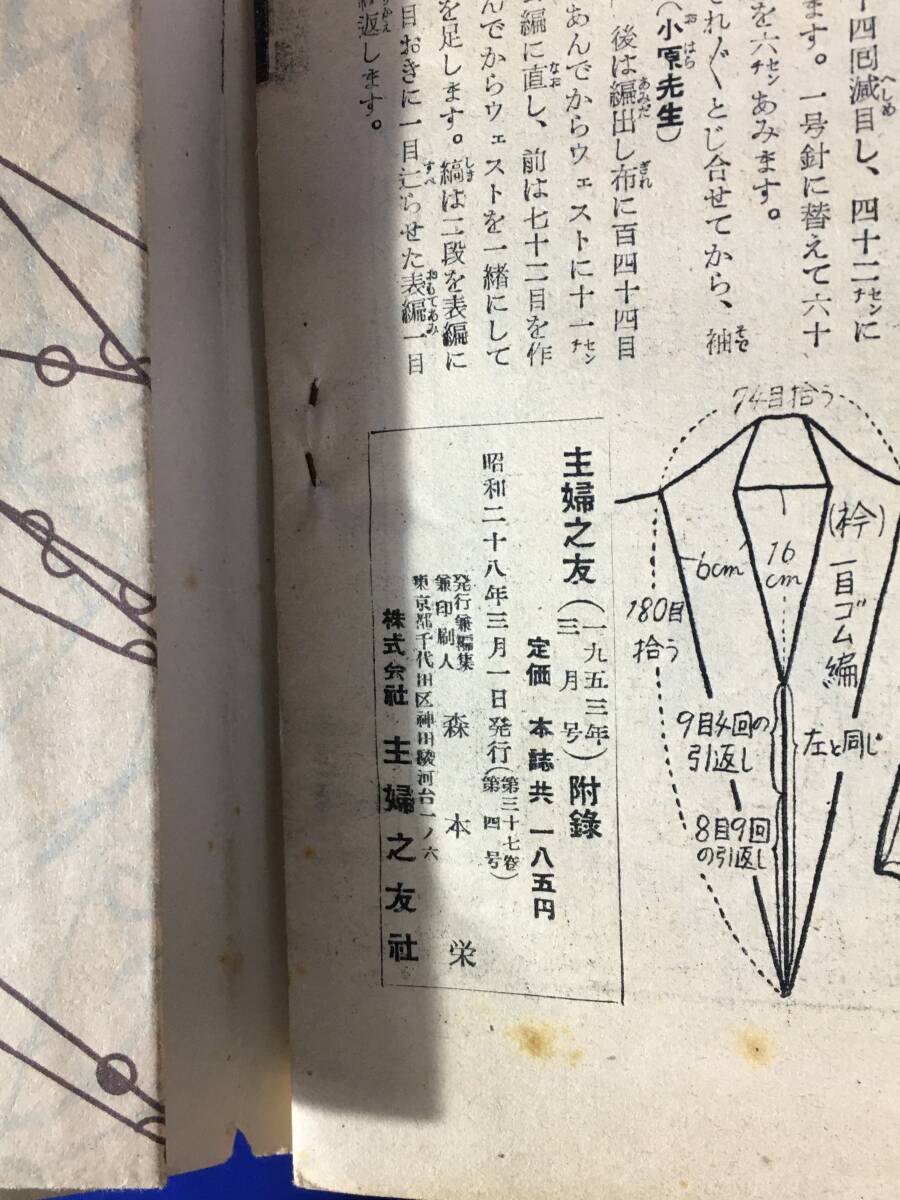 十四回減目し、四十二センに
ます。一号針に替えて六十
を六センあみます。
それ〴〵とじ合せてから、袖
(小原先生)
後は編出し布に百四十四目
あんでからウェストに十一セン
編に直し、前は七十二目を作
んでからウェストを一緒にして
を足します。縞は二段を表編に
目おきに一目辷らせた表編一目
返します。
主婦之友(一九五三年三月号)附錄
定価 本誌共 一八五円
昭和二十八年三月一日発行(第三十七巻第四号)
発行兼編集兼印刷人 森本栄
東京都千代田区神田駿河台一ノ六
株式会社 主婦之友社
74目拾う
(衿)
一目ゴム編
6cm
16cm
180目拾う
9目4回の引返し
左と同じ
8目9回の引返し